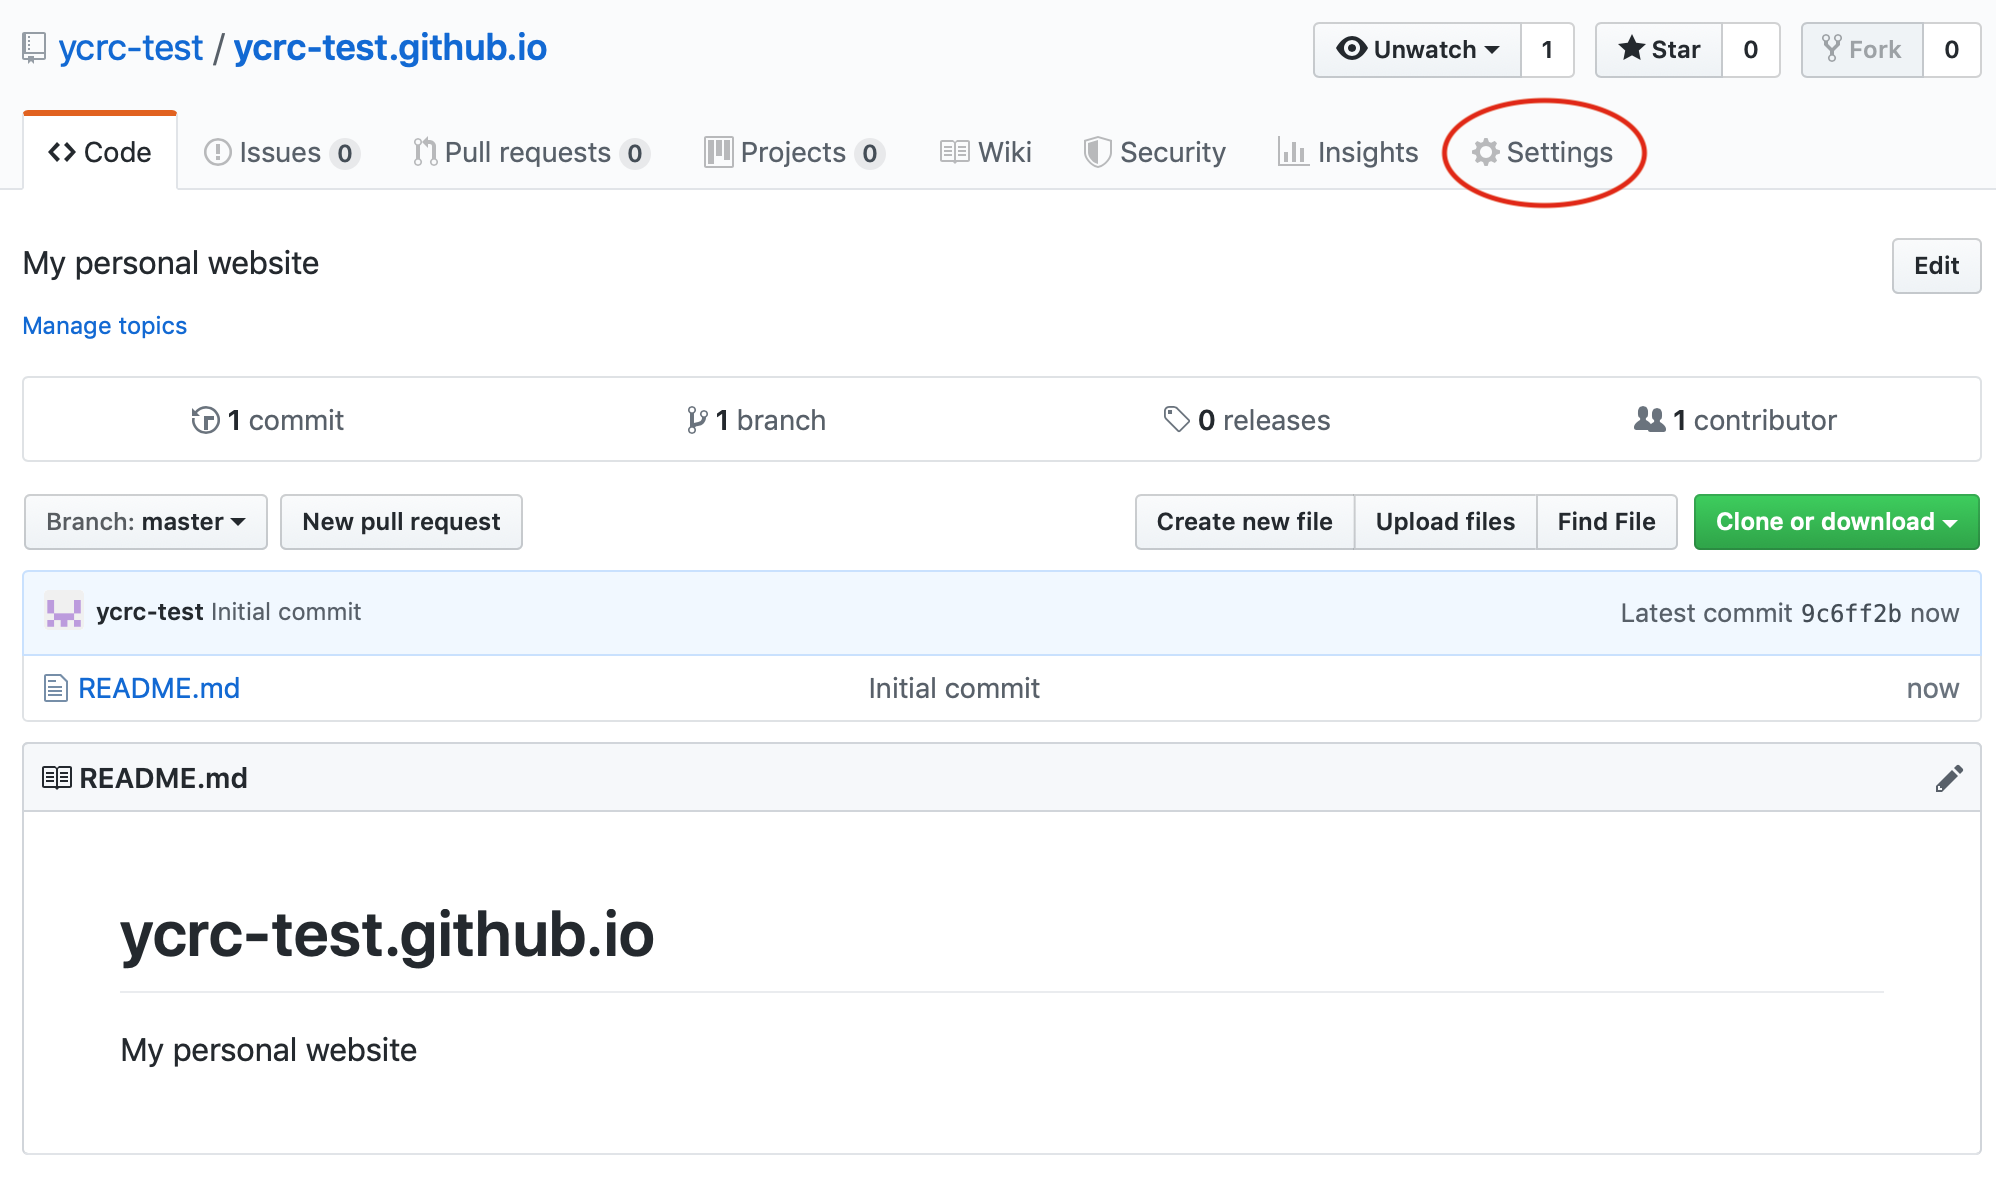 ycrc-test / ycrc-test.github.io Unwatch 1 Star 0 Fork 0
Code Issues 0 Pull requests 0 Projects 0 Wiki Security Insights Settings
My personal website Edit
Manage topics
1 commit 1 branch 0 releases 1 contributor
Branch: master New pull request Create new file Upload files Find File Clone or download
ycrc-test Initial commit Latest commit 9c6ff2b now
README.md Initial commit now
README.md
ycrc-test.github.io
My personal website